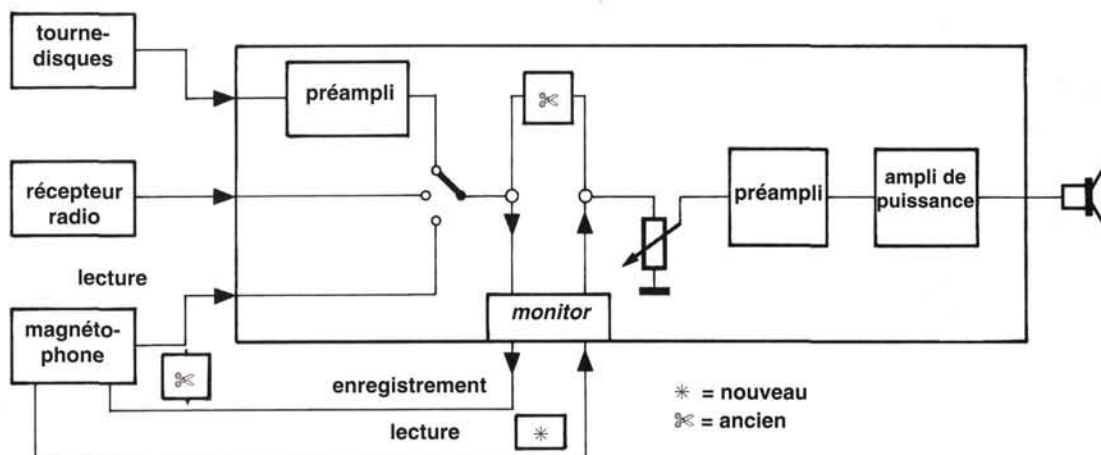 tourne-
disques
préampli
récepteur
radio
préampli
ampli de
puissance
lecture
monitor
magnéto-
phone
enregistrement
lecture
✳ = nouveau
✄ = ancien